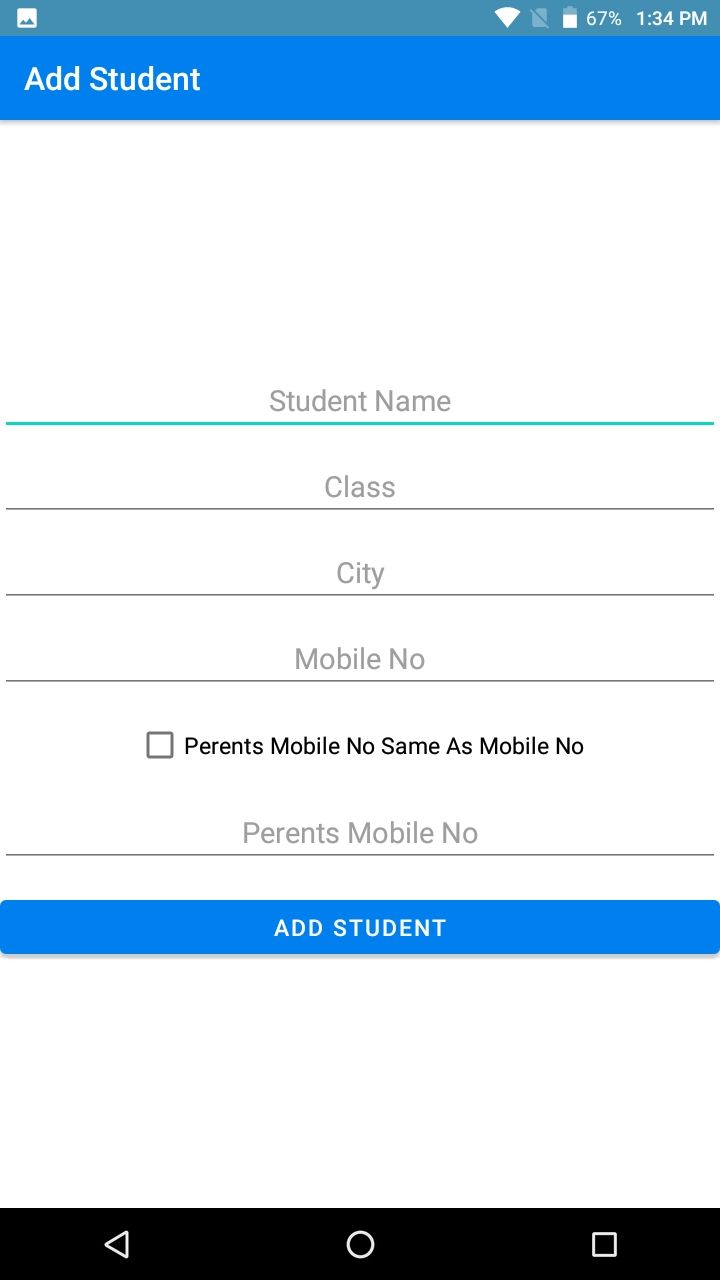 67% 1:34 PM
Add Student
Student Name
Class
City
Mobile No
Perents Mobile No Same As Mobile No
Perents Mobile No
ADD STUDENT